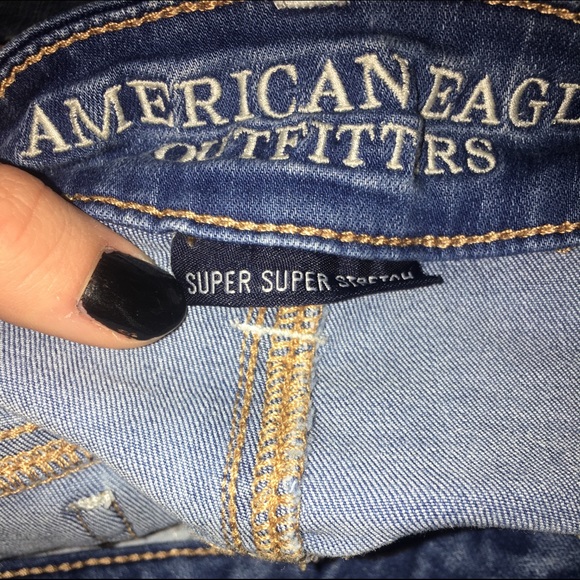 AMERICAN EAGL
OUTFITTRS
SUPER SUPER STRETCH